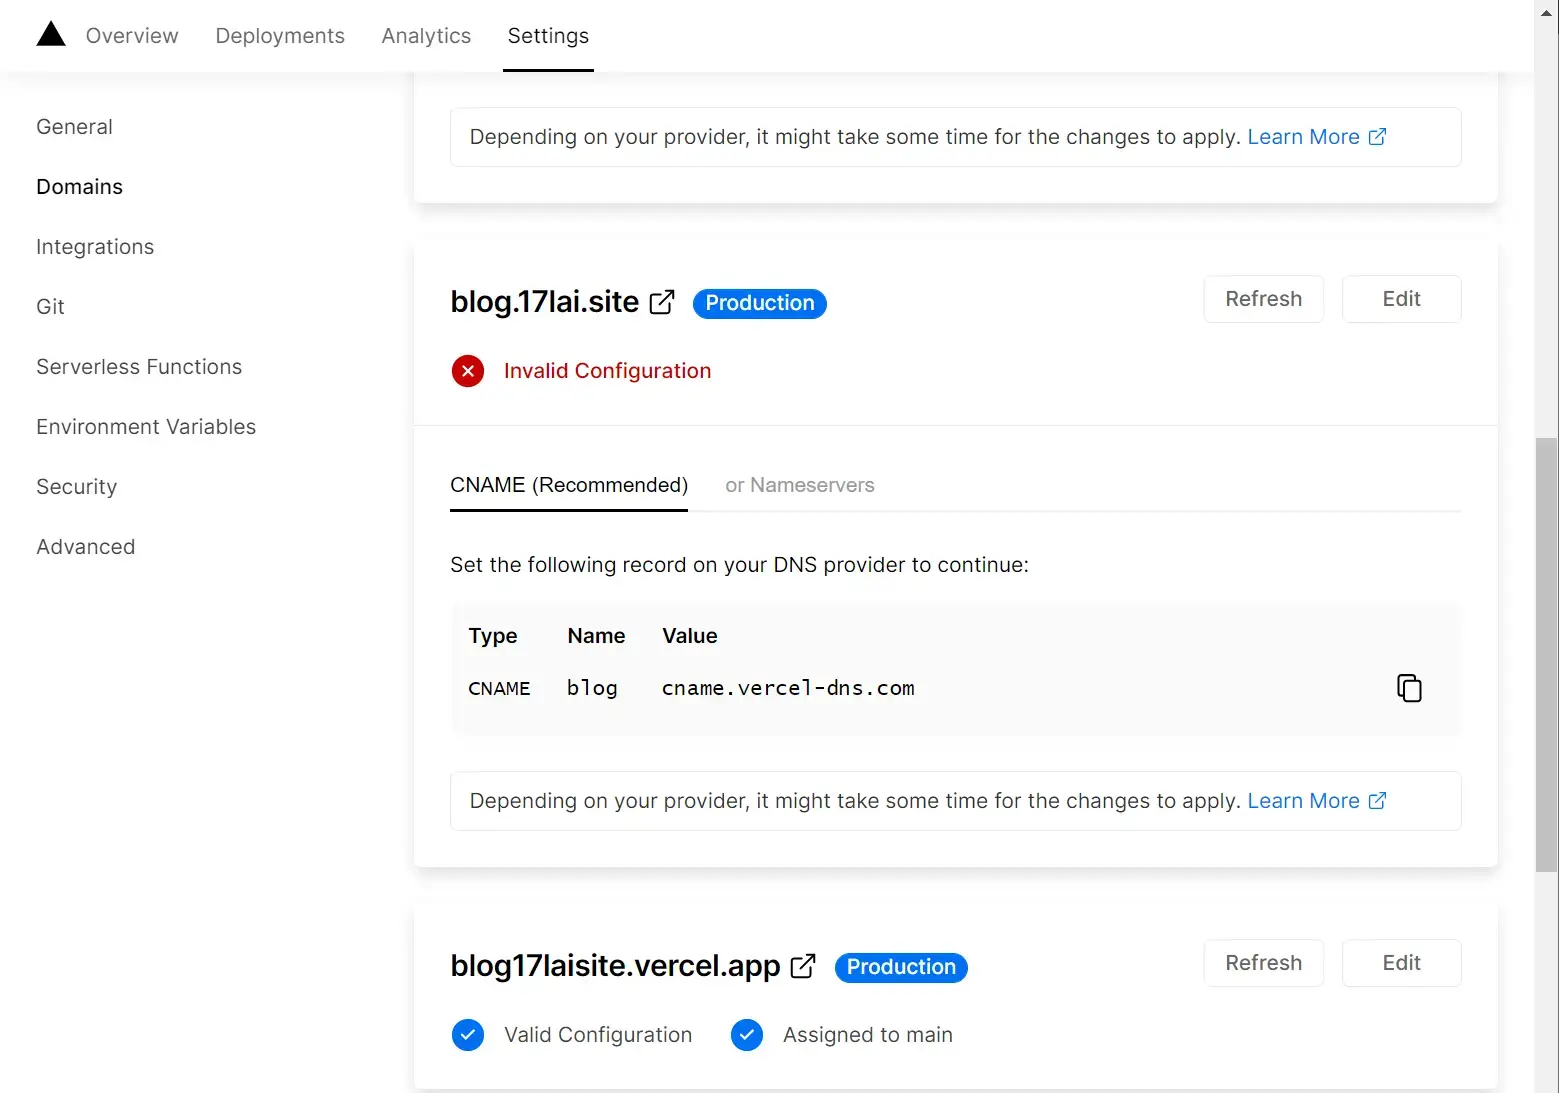 Overview Deployments Analytics Settings
General
Domains
Integrations
Git
Serverless Functions
Environment Variables
Security
Advanced
Depending on your provider, it might take some time for the changes to apply. Learn More
blog.17lai.site Production Refresh Edit
Invalid Configuration
CNAME (Recommended) or Nameservers
Set the following record on your DNS provider to continue:
Type Name Value
CNAME blog cname.vercel-dns.com
Depending on your provider, it might take some time for the changes to apply. Learn More
blog17laisite.vercel.app Production Refresh Edit
Valid Configuration Assigned to main